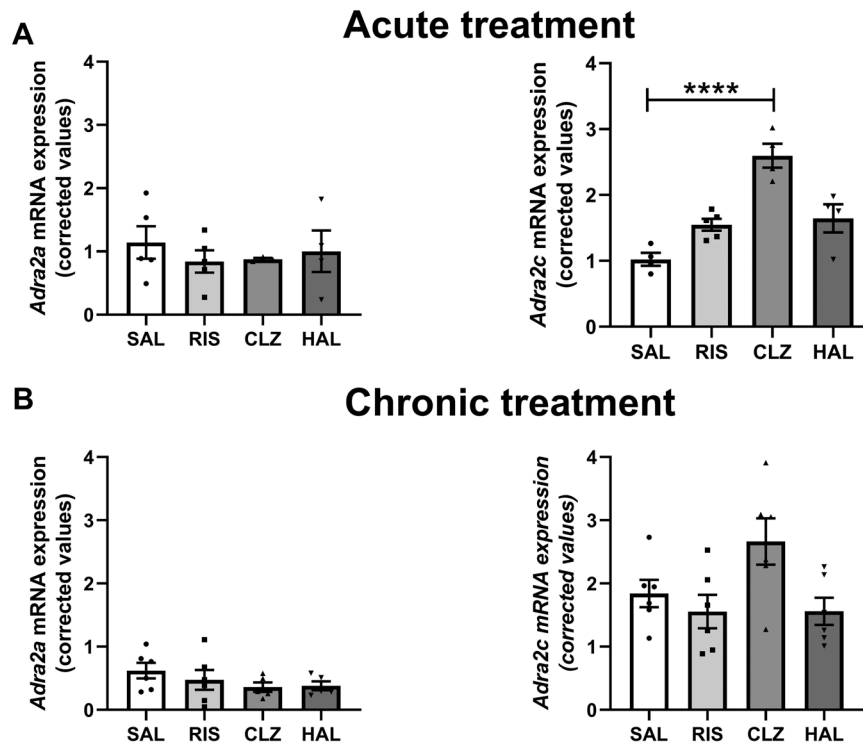 A
Acute treatment
Adra2a mRNA expression
(corrected values)
4
3
2
1
0
SAL RIS CLZ HAL
Adra2c mRNA expression
(corrected values)
4
3
2
1
0
****
SAL RIS CLZ HAL
B
Chronic treatment
Adra2a mRNA expression
(corrected values)
4
3
2
1
0
SAL RIS CLZ HAL
Adra2c mRNA expression
(corrected values)
4
3
2
1
0
SAL RIS CLZ HAL